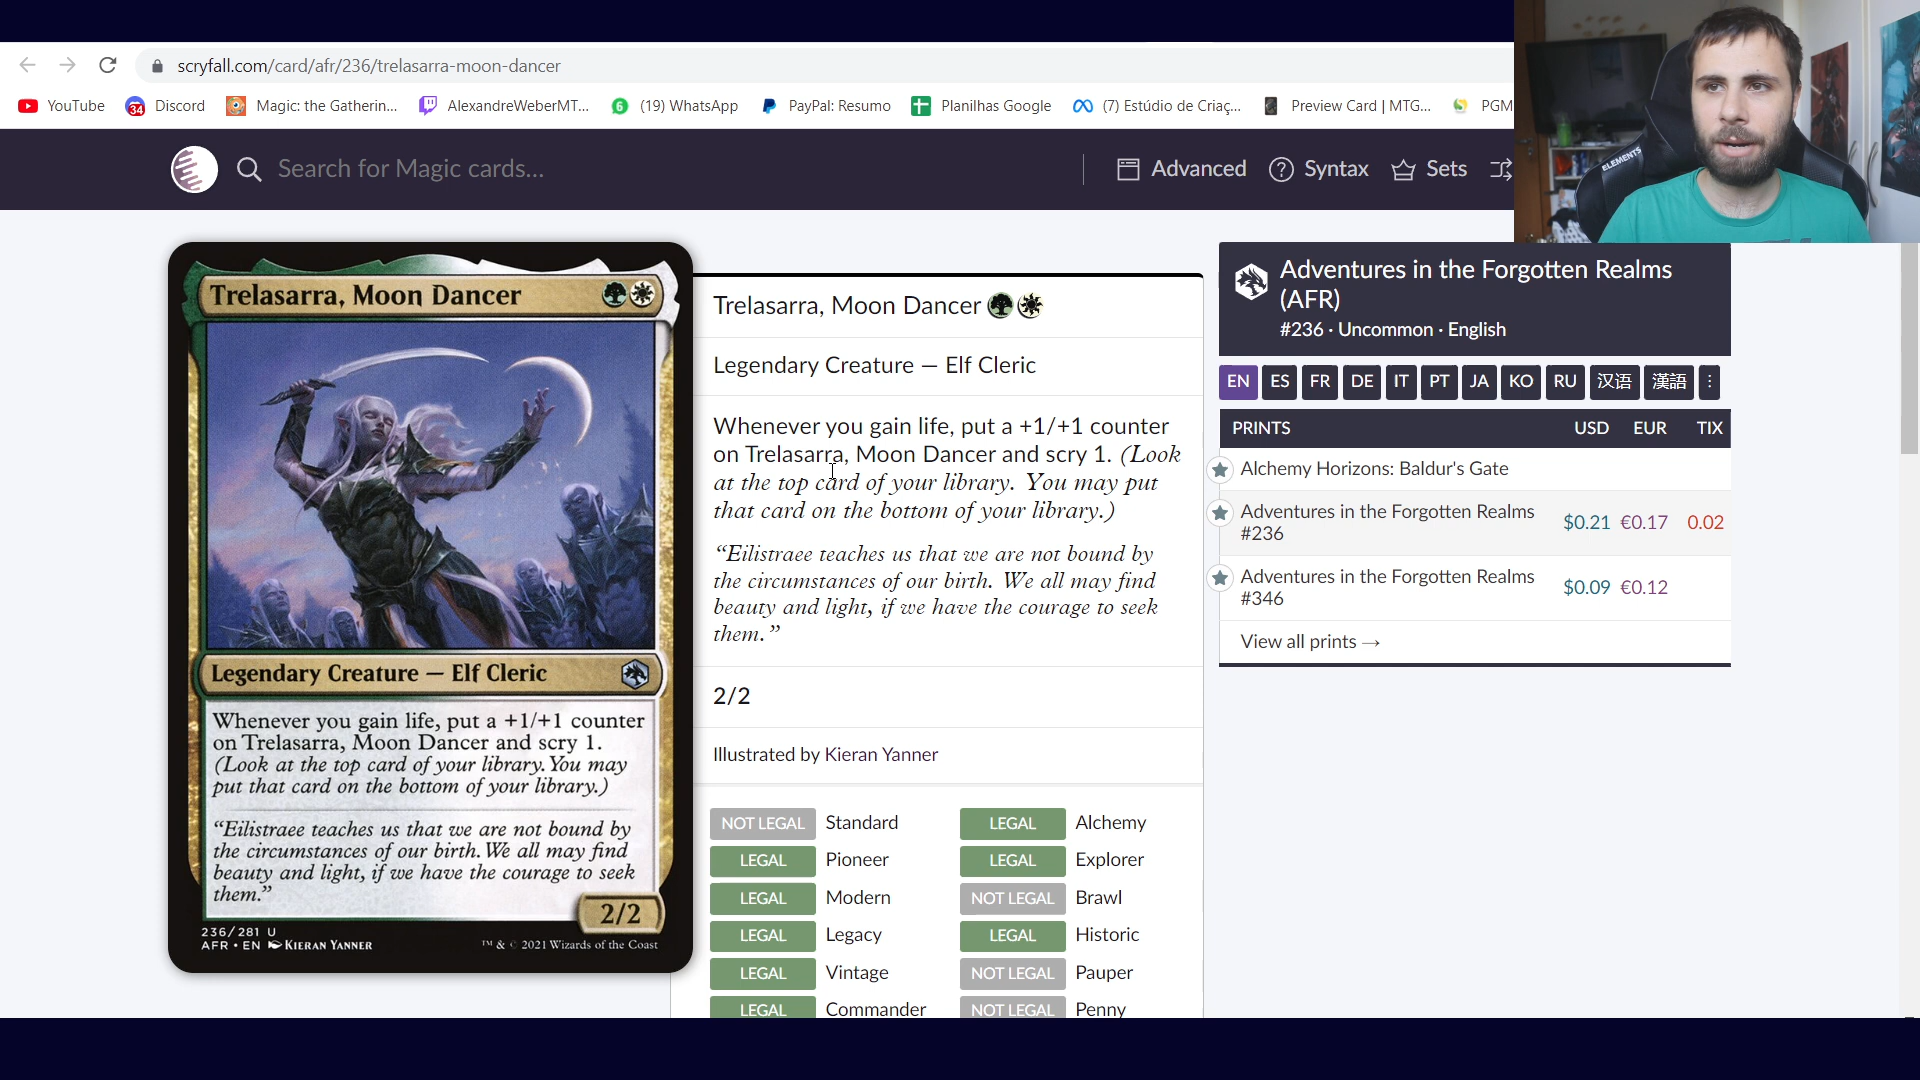 scryfall.com/card/afr/236/trelasarra-moon-dancer
YouTube
34
Discord
Magic: the Gatherin...
AlexandreWeberMT...
6
(19) WhatsApp
PayPal: Resumo
Planilhas Google
(7) Estúdio de Criaç...
Preview Card | MTG...
PGM
Search for Magic cards...
Advanced
? Syntax
Sets
ELEMENTS
Trelasarra, Moon Dancer
Legendary Creature — Elf Cleric
Whenever you gain life, put a +1/+1 counter
on Trelasarra, Moon Dancer and scry 1.
(Look at the top card of your library. You may
put that card on the bottom of your library.)
“Eilistraee teaches us that we are not bound by
the circumstances of our birth. We all may find
beauty and light, if we have the courage to seek
them.”
2/2
236/281 U
AFR • EN KIERAN YANNER
™ & © 2021 Wizards of the Coast
Trelasarra, Moon Dancer
Legendary Creature — Elf Cleric
Whenever you gain life, put a +1/+1 counter
on Trelasarra, Moon Dancer and scry 1. (Look
at the top card of your library. You may put
that card on the bottom of your library.)
“Eilistraee teaches us that we are not bound by
the circumstances of our birth. We all may find
beauty and light, if we have the courage to seek
them.”
2/2
Illustrated by Kieran Yanner
NOT LEGAL Standard LEGAL Alchemy
LEGAL Pioneer LEGAL Explorer
LEGAL Modern NOT LEGAL Brawl
LEGAL Legacy LEGAL Historic
LEGAL Vintage NOT LEGAL Pauper
LEGAL Commander NOT LEGAL Penny
Adventures in the Forgotten Realms
(AFR)
#236 · Uncommon · English
EN ES FR DE IT PT JA KO RU 汉语 漢語
PRINTS USD EUR TIX
Alchemy Horizons: Baldur's Gate
Adventures in the Forgotten Realms
#236 $0.21 €0.17 0.02
Adventures in the Forgotten Realms
#346 $0.09 €0.12
View all prints →